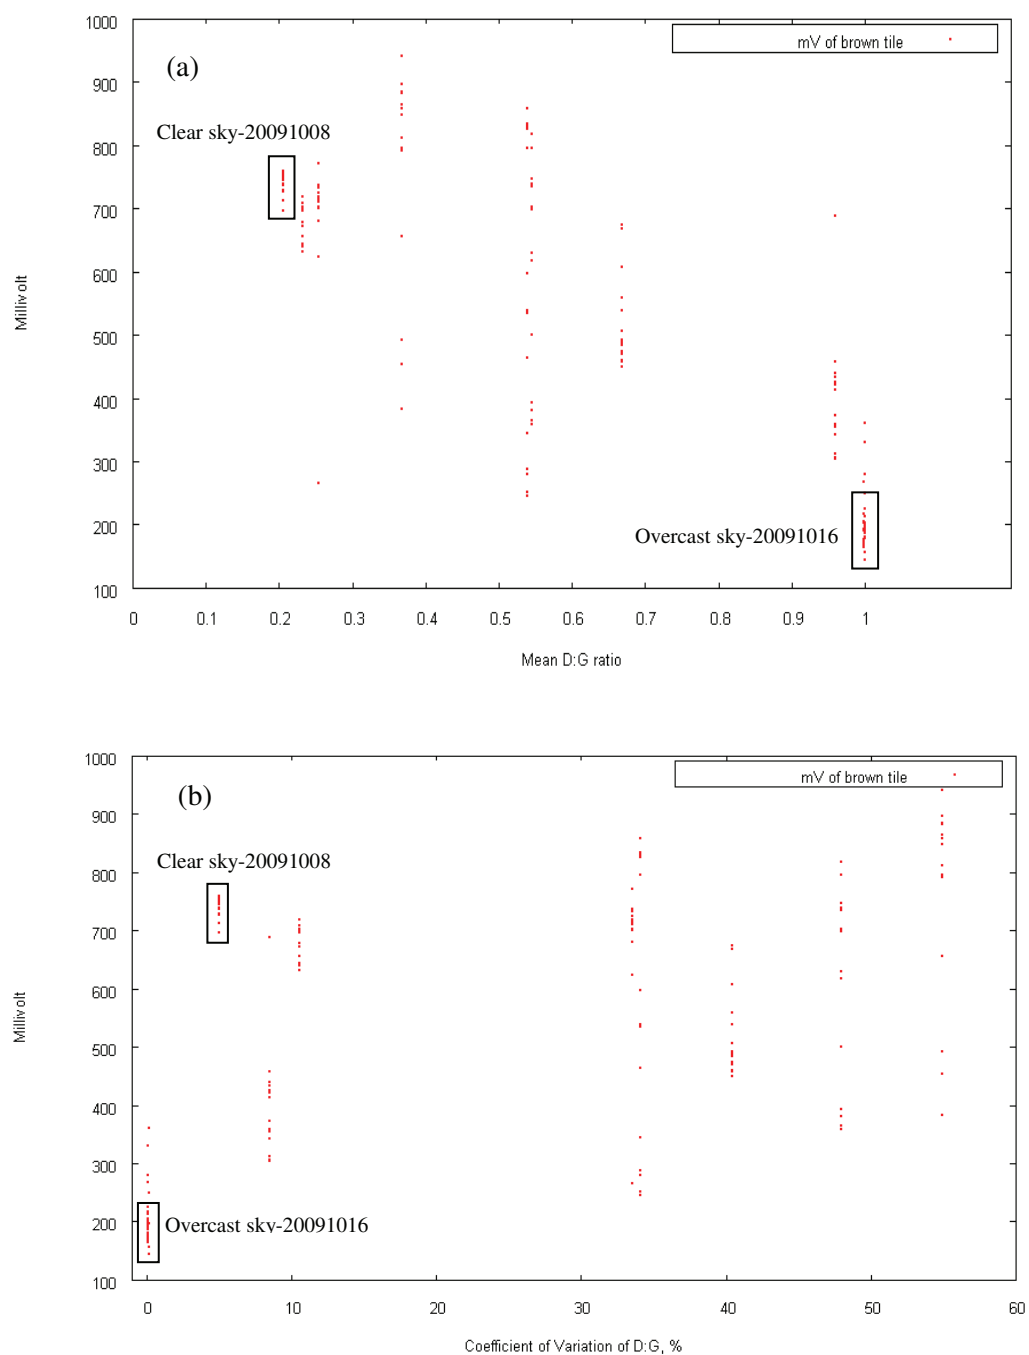 1000
(a)
mV of brown tile
900
Clear sky-20091008
800
700
600
Millivolt
500
400
300
200
Overcast sky-20091016
100
0 0.1 0.2 0.3 0.4 0.5 0.6 0.7 0.8 0.9 1
Mean D:G ratio
1000
(b)
mV of brown tile
900
Clear sky-20091008
800
700
600
Millivolt
500
400
300
200
Overcast sky-20091016
100
0 10 20 30 40 50 60
Coefficient of Variation of D:G, %